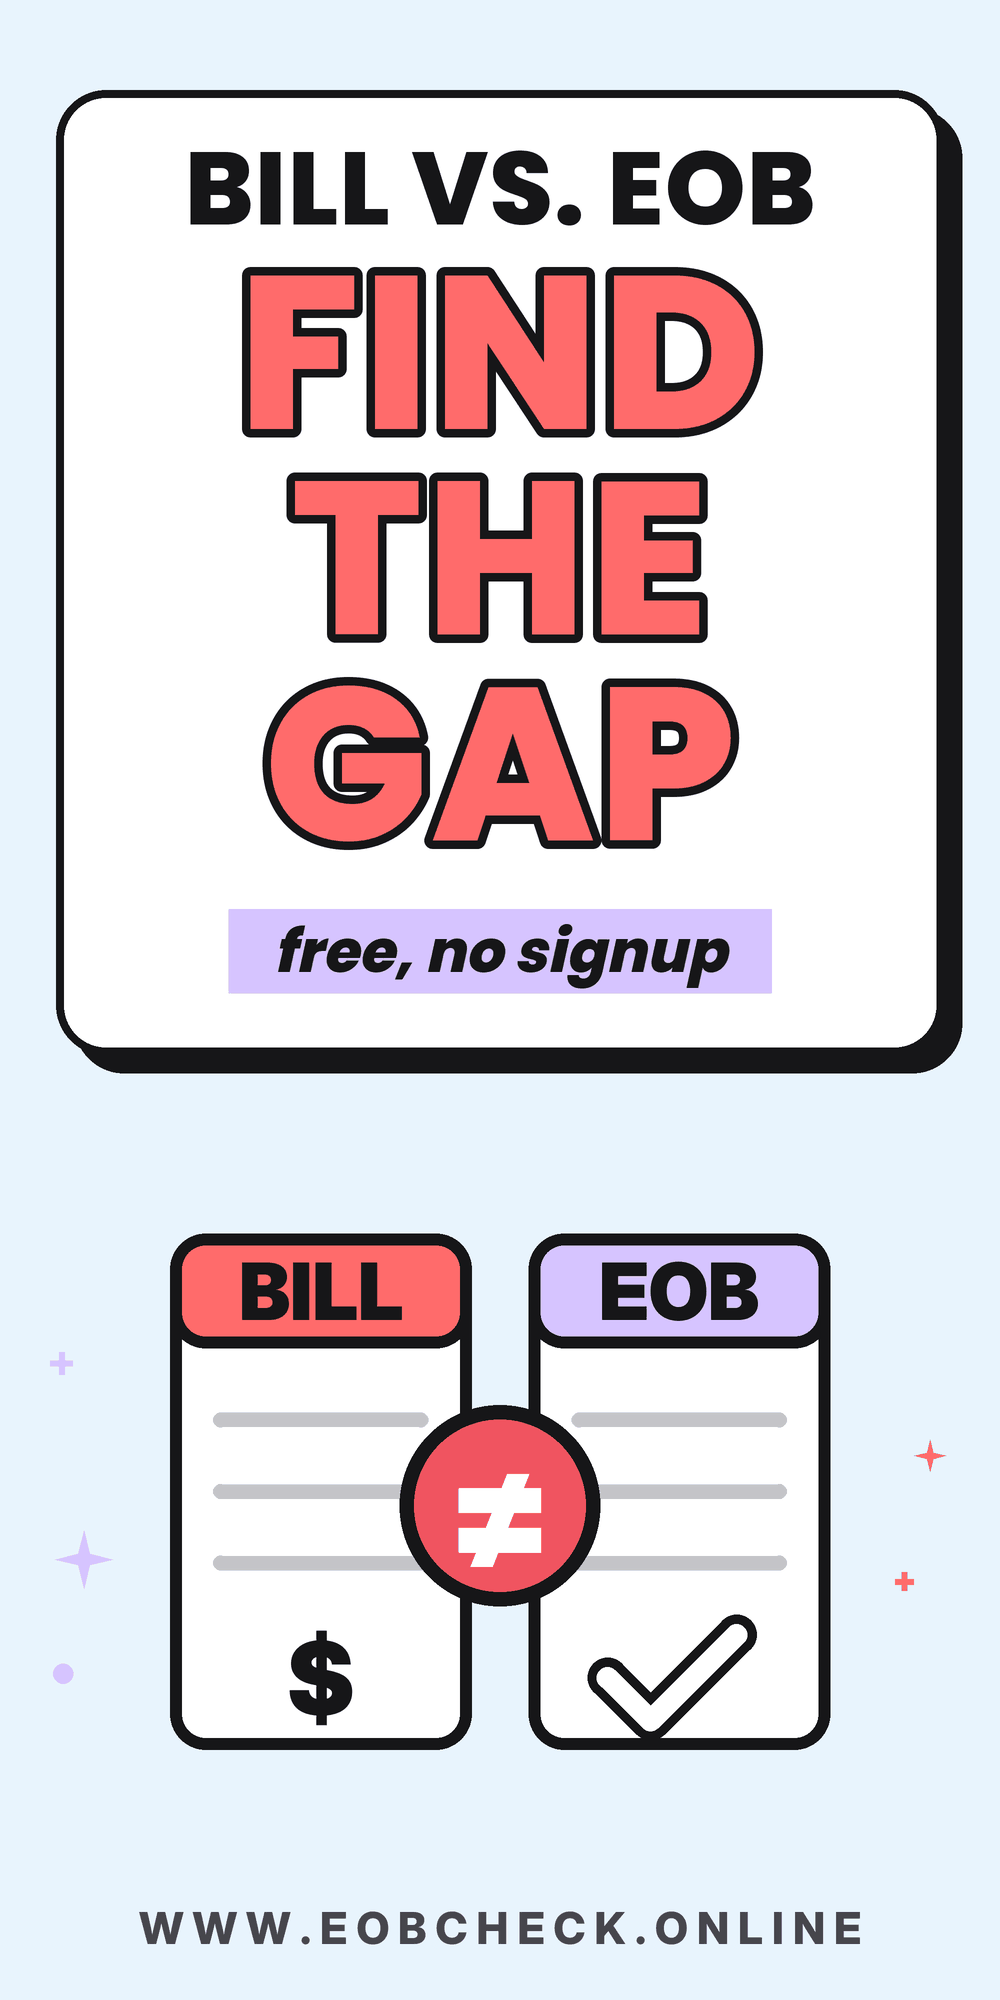 BILL VS. EOB
FIND
THE
GAP
free, no signup
BILL
EOB
≠
$
WWW.EOBCHECK.ONLINE